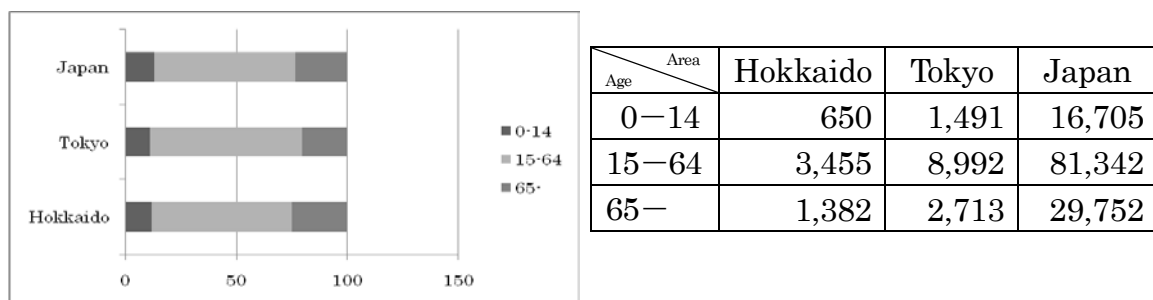 Japan
Tokyo
Hokkaido
0 50 100 150
0-14
15-64
65-
Area
Age Hokkaido Tokyo Japan
0−14 650 1,491 16,705
15−64 3,455 8,992 81,342
65− 1,382 2,713 29,752